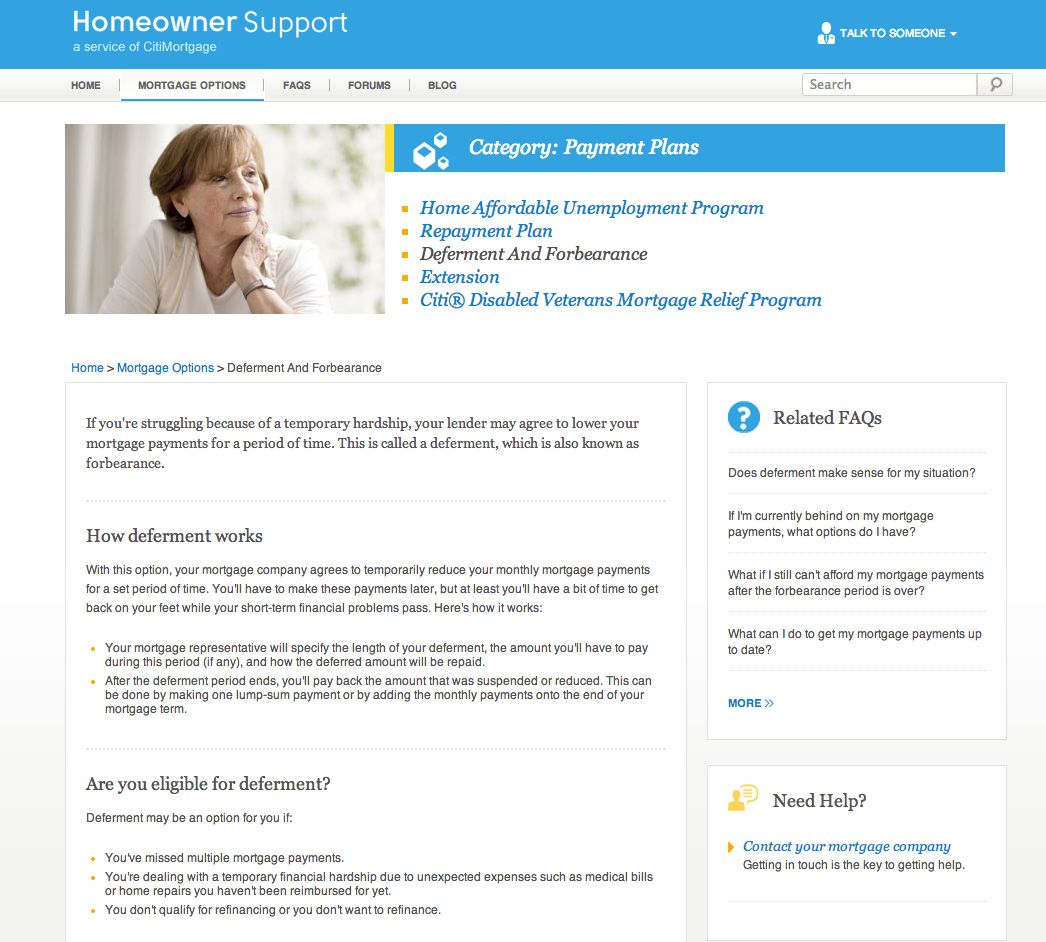 Homeowner Support
a service of CitiMortgage
TALK TO SOMEONE
HOME
MORTGAGE OPTIONS
FAQS
FORUMS
BLOG
Search
Category: Payment Plans
Home Affordable Unemployment Program
Repayment Plan
Deferment And Forbearance
Extension
Citi® Disabled Veterans Mortgage Relief Program
Home > Mortgage Options > Deferment And Forbearance
If you're struggling because of a temporary hardship, your lender may agree to lower your
mortgage payments for a period of time. This is called a deferment, which is also known as
forbearance.
How deferment works
With this option, your mortgage company agrees to temporarily reduce your monthly mortgage payments
for a set period of time. You'll have to make these payments later, but at least you'll have a bit of time to get
back on your feet while your short-term financial problems pass. Here's how it works:
Your mortgage representative will specify the length of your deferment, the amount you'll have to pay
during this period (if any), and how the deferred amount will be repaid.
After the deferment period ends, you'll pay back the amount that was suspended or reduced. This can
be done by making one lump-sum payment or by adding the monthly payments onto the end of your
mortgage term.
Are you eligible for deferment?
Deferment may be an option for you if:
You've missed multiple mortgage payments.
You're dealing with a temporary financial hardship due to unexpected expenses such as medical bills
or home repairs you haven't been reimbursed for yet.
You don't qualify for refinancing or you don't want to refinance.
Related FAQs
Does deferment make sense for my situation?
If I'm currently behind on my mortgage
payments, what options do I have?
What if I still can't afford my mortgage payments
after the forbearance period is over?
What can I do to get my mortgage payments up
to date?
MORE »
Need Help?
Contact your mortgage company
Getting in touch is the key to getting help.